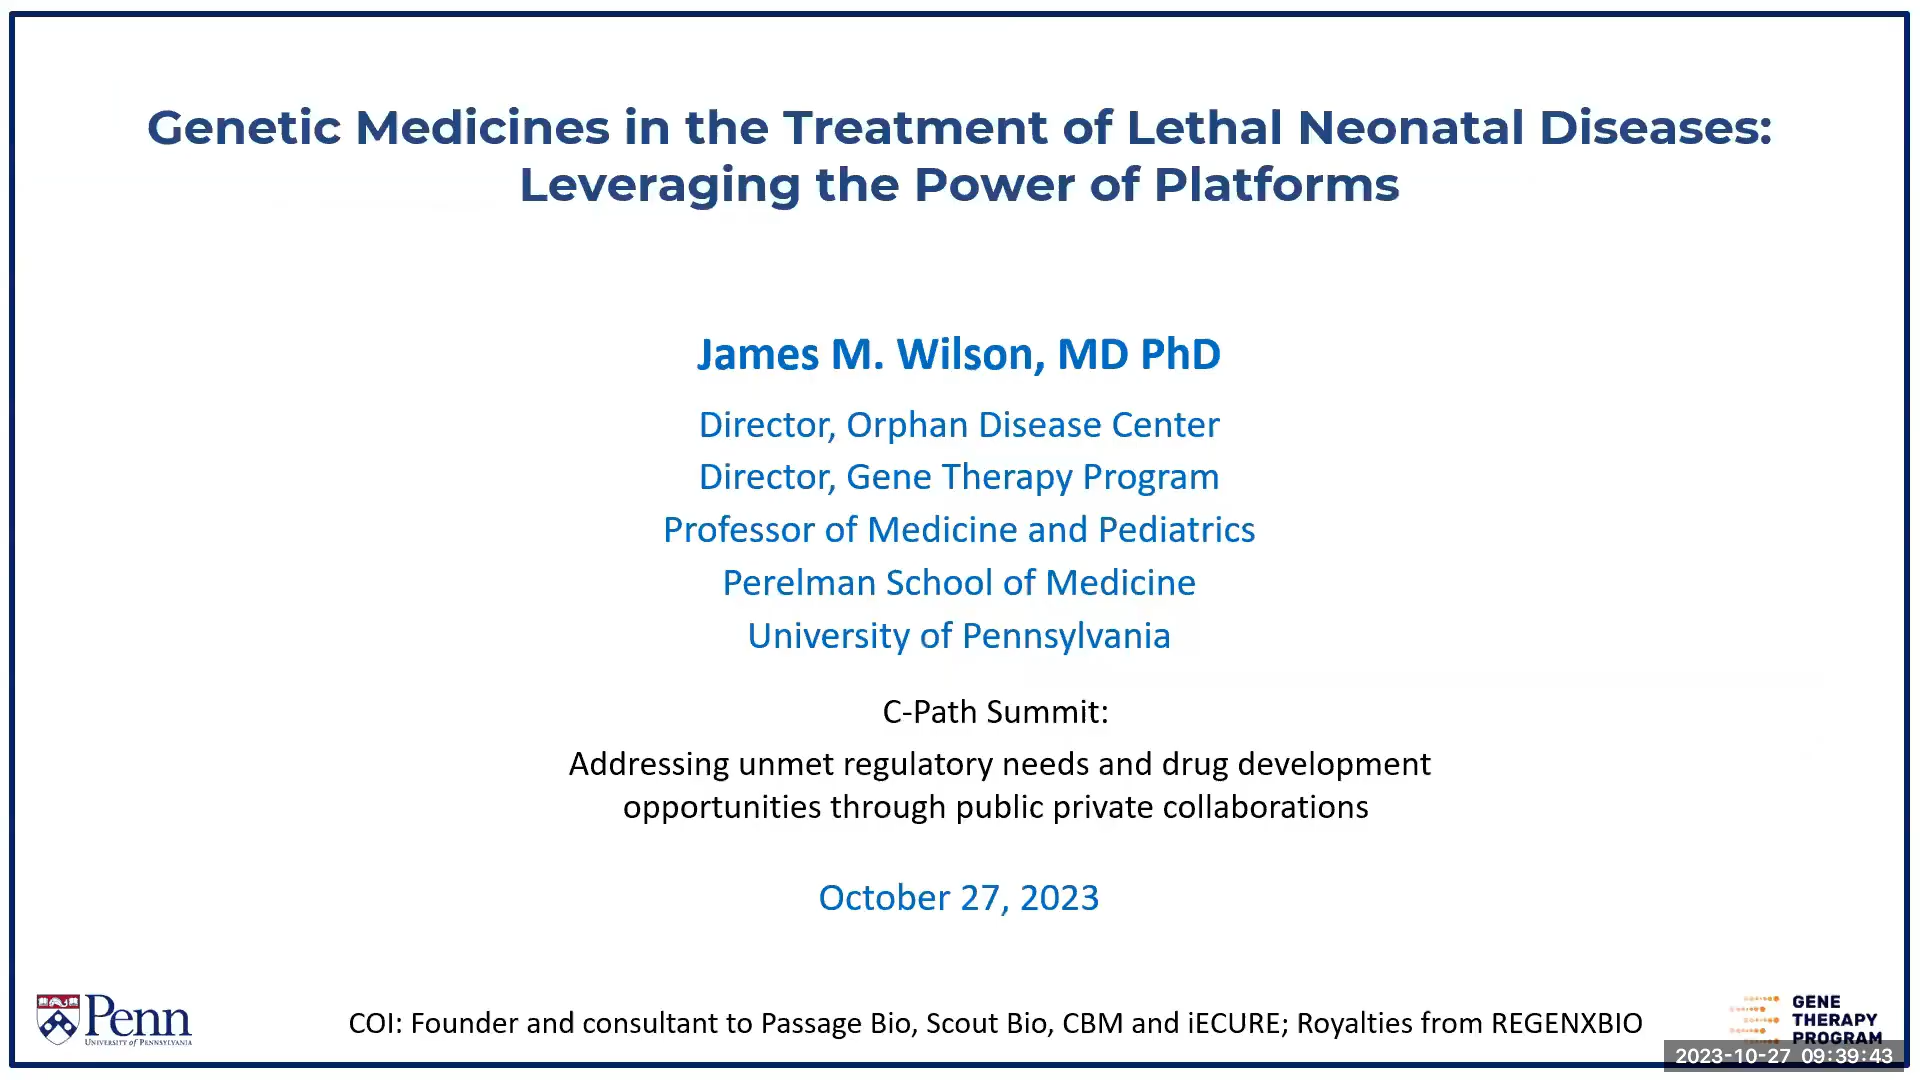 Genetic Medicines in the Treatment of Lethal Neonatal Diseases:
Leveraging the Power of Platforms
James M. Wilson, MD PhD
Director, Orphan Disease Center
Director, Gene Therapy Program
Professor of Medicine and Pediatrics
Perelman School of Medicine
University of Pennsylvania
C-Path Summit:
Addressing unmet regulatory needs and drug development
opportunities through public private collaborations
October 27, 2023
Penn
UNIVERSITY of PENNSYLVANIA
COI: Founder and consultant to Passage Bio, Scout Bio, CBM and iECURE; Royalties from REGENXBIO
GENE
THERAPY
PROGRAM
2023-10-27 09:39:43